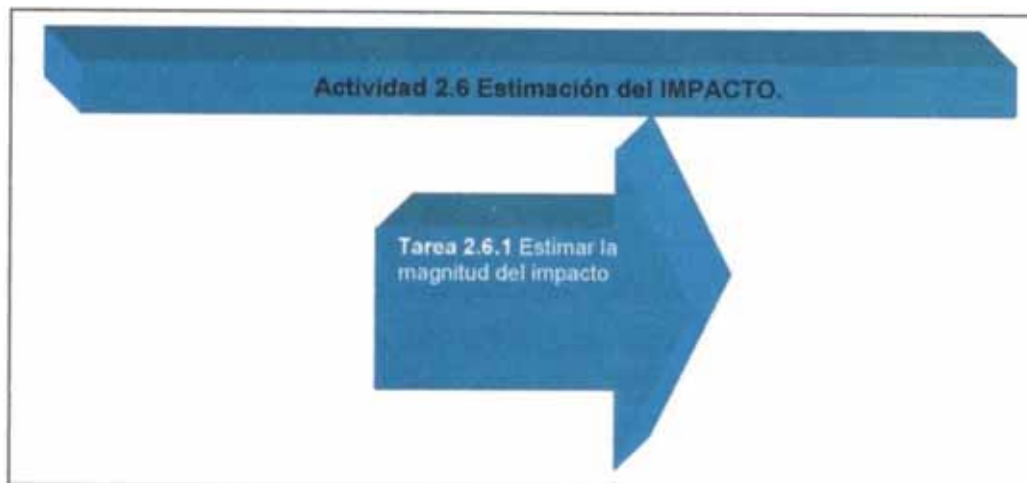 Actividad 2.6 Estimación del IMPACTO.
Tarea 2.6.1 Estimar la
magnitud del impacto